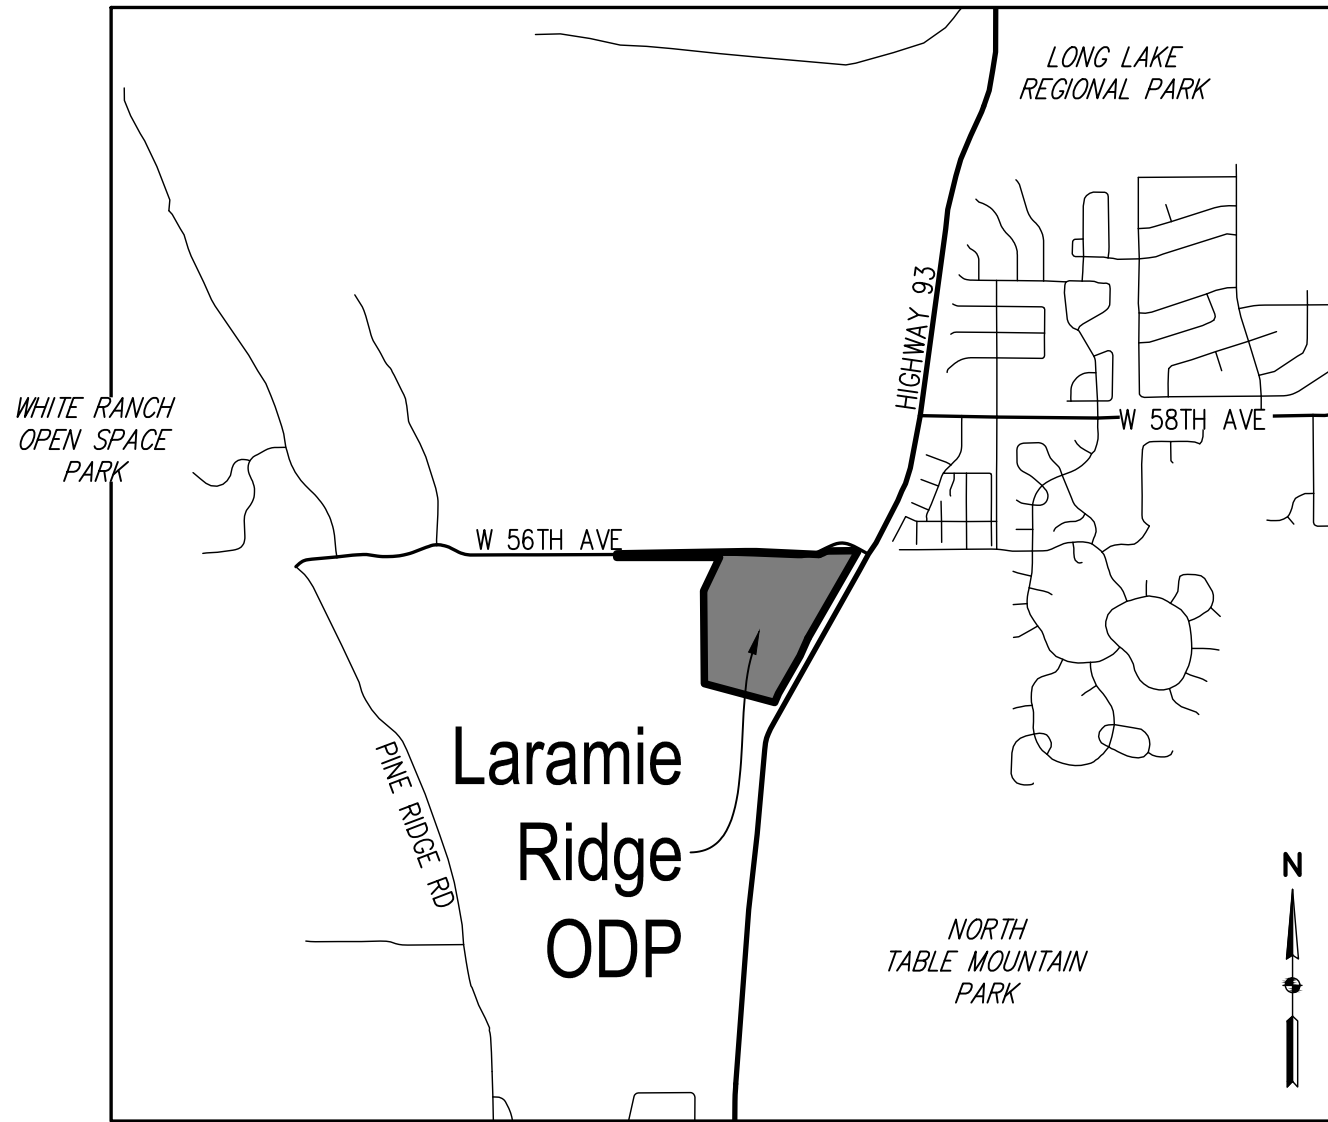 LONG LAKE
REGIONAL PARK
HIGHWAY 93
WHITE RANCH
OPEN SPACE
PARK
W 58TH AVE
W 56TH AVE
PINE RIDGE RD
Laramie
Ridge
ODP
N
NORTH
TABLE MOUNTAIN
PARK